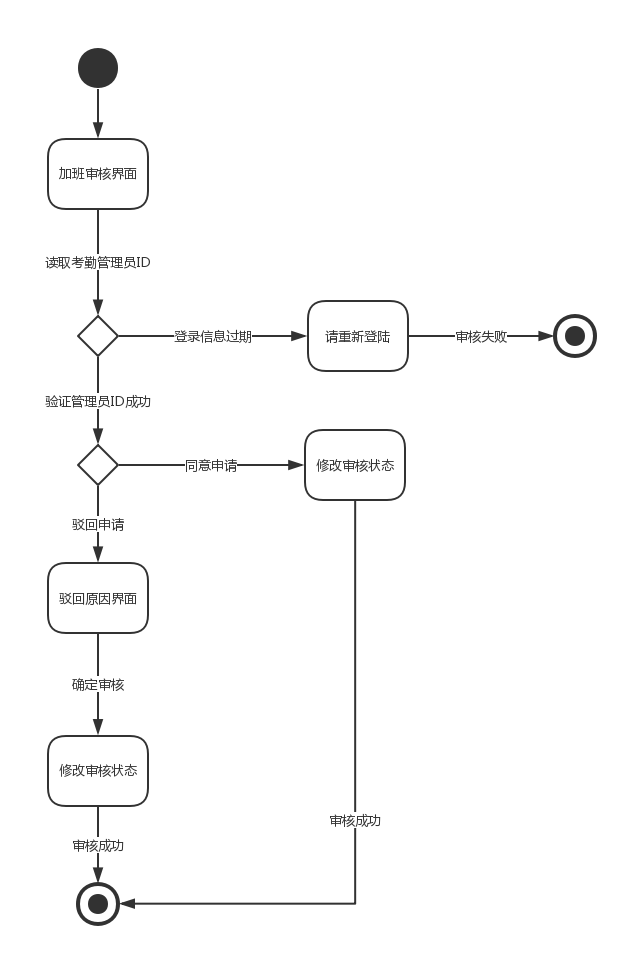 加班审核界面
读取考勤管理员ID
登录信息过期
请重新登陆
审核失败
验证管理员ID成功
同意申请
修改审核状态
驳回申请
驳回原因界面
确定审核
修改审核状态
审核成功
审核成功